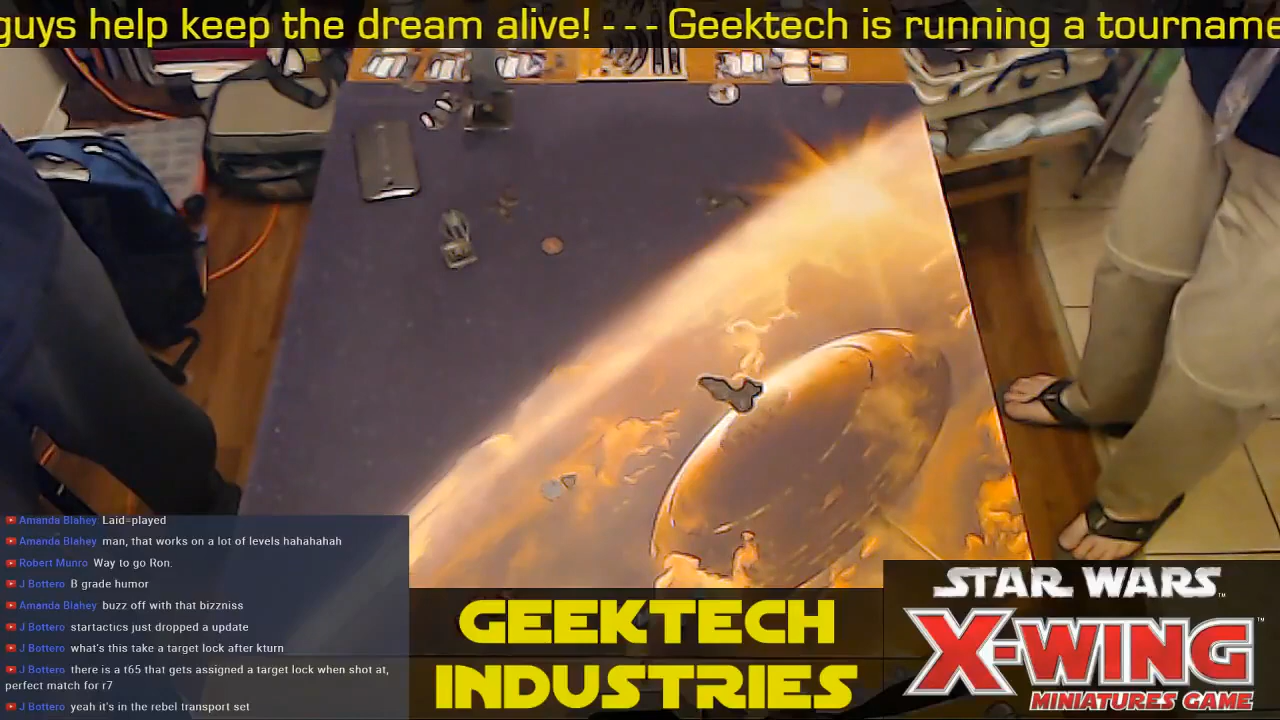 guys help keep the dream alive! - - - Geektech is running a tourname
Amanda Blahey Laid=played
Amanda Blahey man, that works on a lot of levels hahahahah
Robert Munro Way to go Ron.
J Bottero B grade humor
Amanda Blahey buzz off with that bizzniss
J Bottero startactics just dropped a update
J Bottero what's this take a target lock after kturn
J Bottero there is a t65 that gets assigned a target lock when shot at,
perfect match for r7
J Bottero yeah it's in the rebel transport set
GEEKTECH
INDUSTRIES
STAR WARS™
X-WING™
MINIATURES GAME